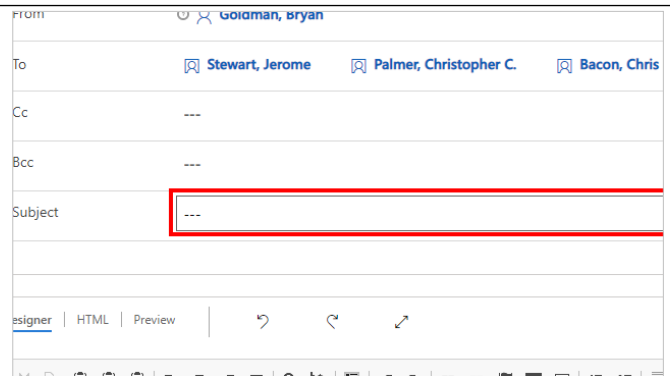 From Goldman, Bryan
To Stewart, Jerome Palmer, Christopher C. Bacon, Chris
Cc ---
Bcc ---
Subject ---
esigner | HTML | Preview